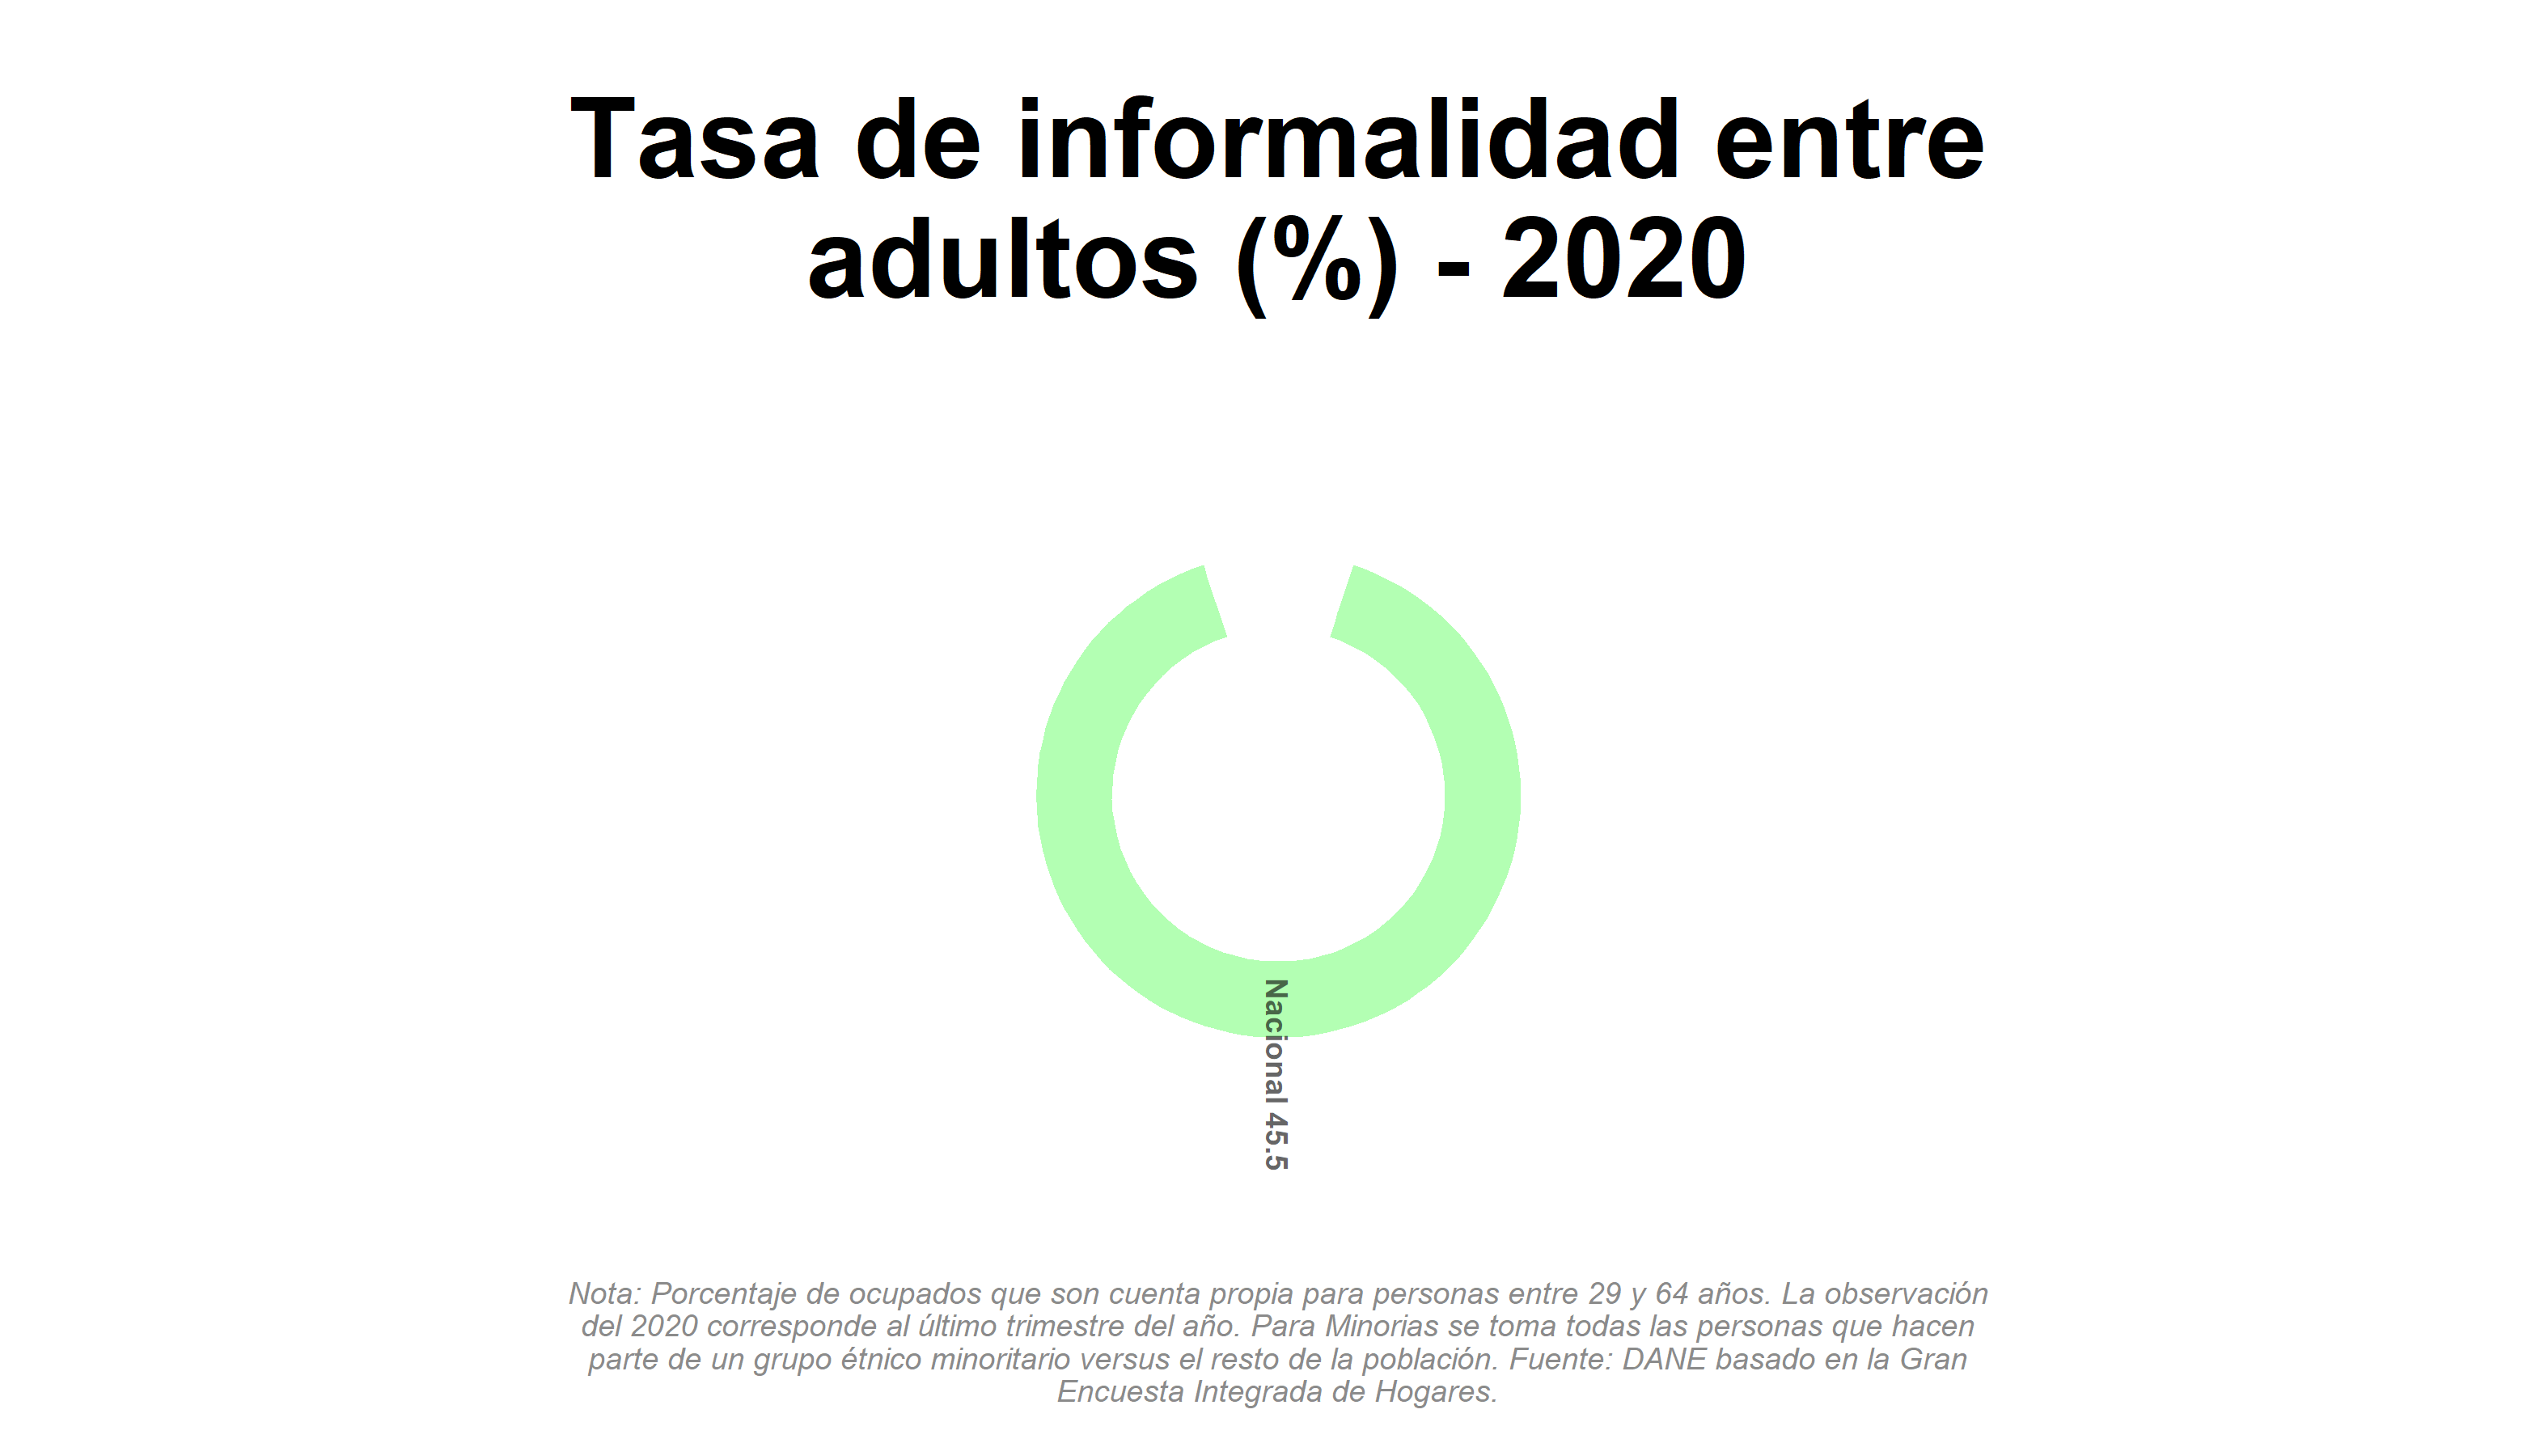 Tasa de informalidad entre
adultos (%) - 2020
Nacional 45.5
Nota: Porcentaje de ocupados que son cuenta propia para personas entre 29 y 64 años. La observación
del 2020 corresponde al último trimestre del año. Para Minorias se toma todas las personas que hacen
parte de un grupo étnico minoritario versus el resto de la población. Fuente: DANE basado en la Gran
Encuesta Integrada de Hogares.